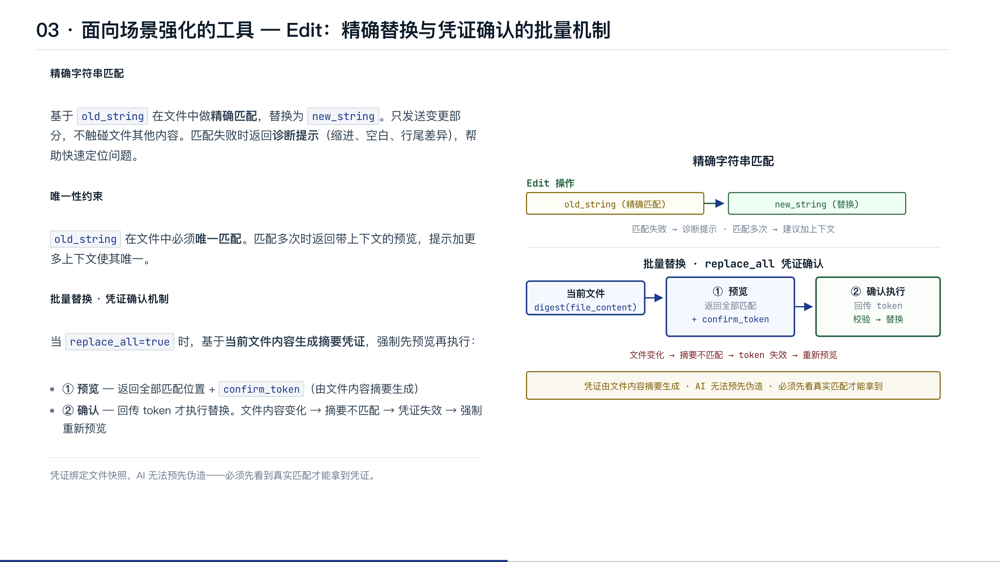 03 · 面向场景强化的工具 — Edit：精确替换与凭证确认的批量机制
精确字符串匹配
基于 old_string 在文件中做精确匹配，替换为 new_string。只发送变更部
分，不触碰文件其他内容。匹配失败时返回诊断提示（缩进、空白、行尾差异），帮
助快速定位问题。
唯一性约束
old_string 在文件中必须唯一匹配。匹配多次时返回带上下文的预览，提示加更
多上下文使其唯一。
批量替换 · 凭证确认机制
当 replace_all=true 时，基于当前文件内容生成摘要凭证，强制先预览再执行：
• ① 预览 — 返回全部匹配位置 + confirm_token（由文件内容摘要生成）
• ② 确认 — 回传 token 才执行替换。文件内容变化 → 摘要不匹配 → 凭证失效 → 强制
重新预览
凭证绑定文件快照，AI 无法预先伪造——必须先看到真实匹配才能拿到凭证。
精确字符串匹配
Edit 操作
old_string (精确匹配)
new_string (替换)
匹配失败 → 诊断提示 · 匹配多次 → 建议加上下文
批量替换 · replace_all 凭证确认
当前文件
digest(file_content)
① 预览
返回全部匹配
+ confirm_token
② 确认执行
回传 token
校验 → 替换
文件变化 → 摘要不匹配 → token 失效 → 重新预览
凭证由文件内容摘要生成 · AI 无法预先伪造 · 必须先看真实匹配才能拿到